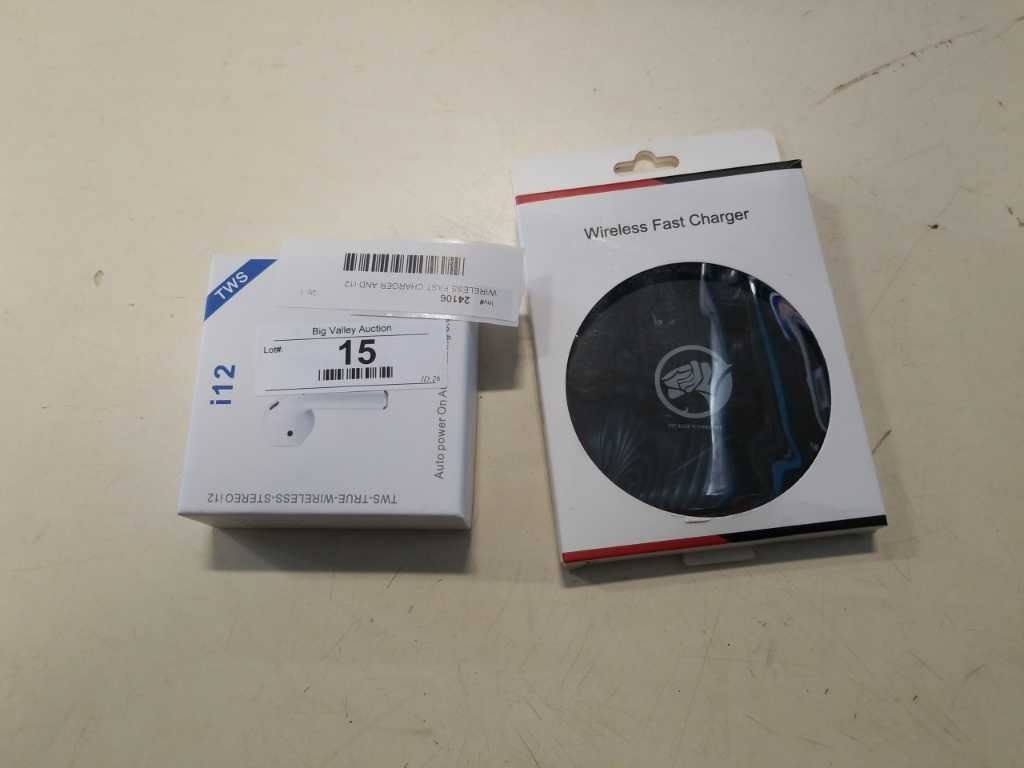 TWS
i12
Inv# 24106
WIRELESS FAST CHARGER AND i12
Big Valley Auction
Lot#:
15
Auto power On
TWS-TRUE-WIRELESS-STEREO i12
Wireless Fast Charger